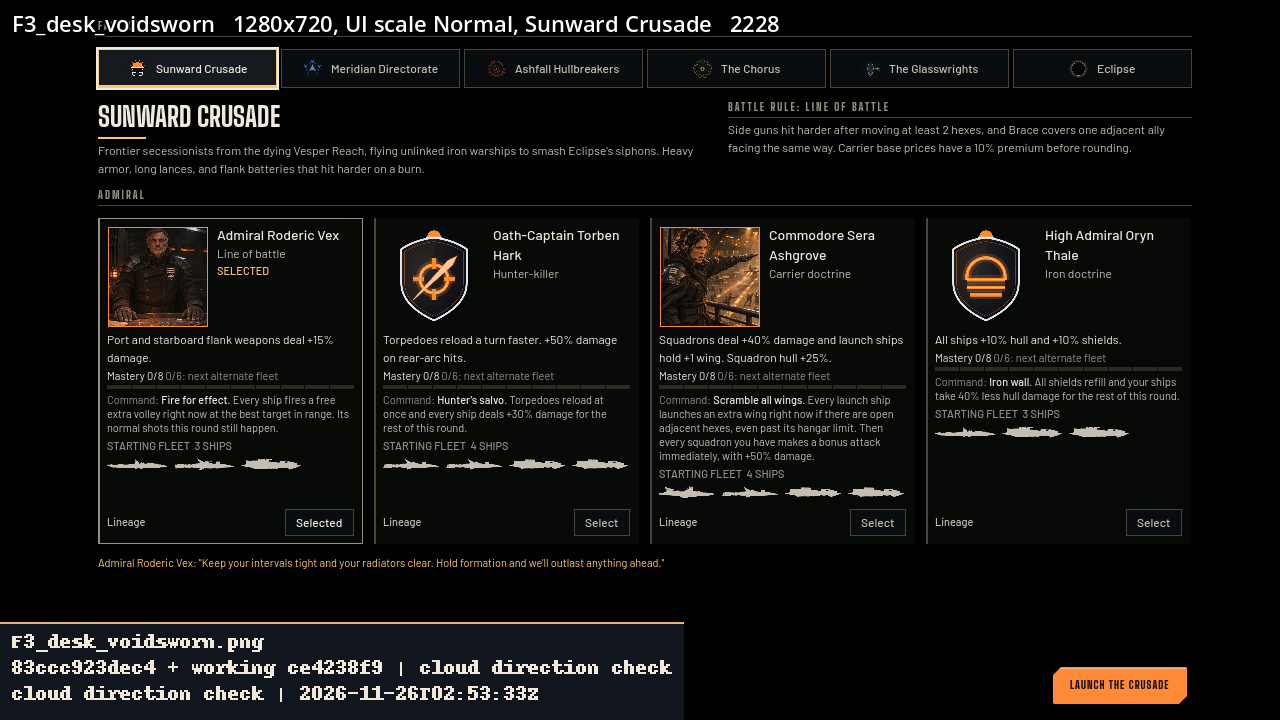 F3_desk_voidsworn 1280x720, UI scale Normal, Sunward Crusade 2228
Sunward Crusade
Meridian Directorate
Ashfall Hullbreakers
The Chorus
The Glasswrights
Eclipse
SUNWARD CRUSADE
Frontier secessionists from the dying Vesper Reach, flying unlinked iron warships to smash Eclipse's siphons. Heavy
armor, long lances, and flank batteries that hit harder on a burn.
BATTLE RULE: LINE OF BATTLE
Side guns hit harder after moving at least 2 hexes, and Brace covers one adjacent ally
facing the same way. Carrier base prices have a 10% premium before rounding.
ADMIRAL
Admiral Roderic Vex
Line of battle
SELECTED
Port and starboard flank weapons deal +15%
damage.
Mastery 0/8 0/6: next alternate fleet
Command: Fire for effect. Every ship fires a free
extra volley right now at the best target in range. Its
normal shots this round still happen.
STARTING FLEET 3 SHIPS
Lineage
Selected
Oath-Captain Torben
Hark
Hunter-killer
Torpedoes reload a turn faster. +50% damage
on rear-arc hits.
Mastery 0/8 0/6: next alternate fleet
Command: Hunter's salvo. Torpedoes reload at
once and every ship deals +30% damage for the
rest of this round.
STARTING FLEET 4 SHIPS
Lineage
Select
Commodore Sera
Ashgrove
Carrier doctrine
Squadrons deal +40% damage and launch ships
hold +1 wing. Squadron hull +25%.
Mastery 0/8 0/6: next alternate fleet
Command: Scramble all wings. Every launch ship
launches an extra wing right now if there are open
adjacent hexes, even past its hangar limit. Then
every squadron you have makes a bonus attack
immediately, with +50% damage.
STARTING FLEET 4 SHIPS
Lineage
Select
High Admiral Oryn
Thale
Iron doctrine
All ships +10% hull and +10% shields.
Mastery 0/8 0/6: next alternate fleet
Command: Iron wall. All shields refill and your ships
take 40% less hull damage for the rest of this round.
STARTING FLEET 3 SHIPS
Lineage
Select
Admiral Roderic Vex: "Keep your intervals tight and your radiators clear. Hold formation and we'll outlast anything ahead."
F3_desk_voidsworn.png
83ccc923dec4 + working ce4238f9 | cloud direction check
cloud direction check | 2026-11-26T02:53:33Z
LAUNCH THE CRUSADE